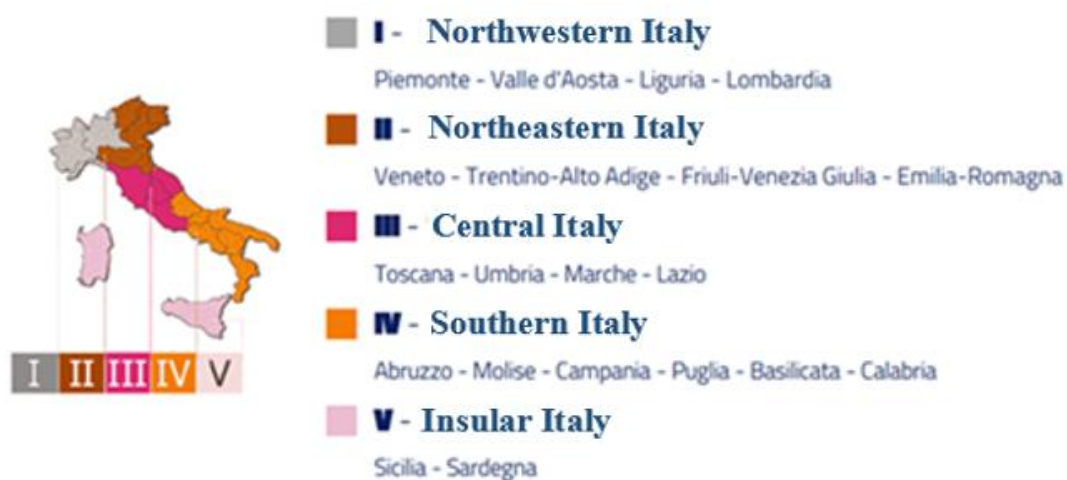 I - Northwestern Italy
Piemonte - Valle d'Aosta - Liguria - Lombardia
II - Northeastern Italy
Veneto - Trentino-Alto Adige - Friuli-Venezia Giulia - Emilia-Romagna
III - Central Italy
Toscana - Umbria - Marche - Lazio
IV - Southern Italy
Abruzzo - Molise - Campania - Puglia - Basilicata - Calabria
V - Insular Italy
Sicilia - Sardegna
I II III IV V